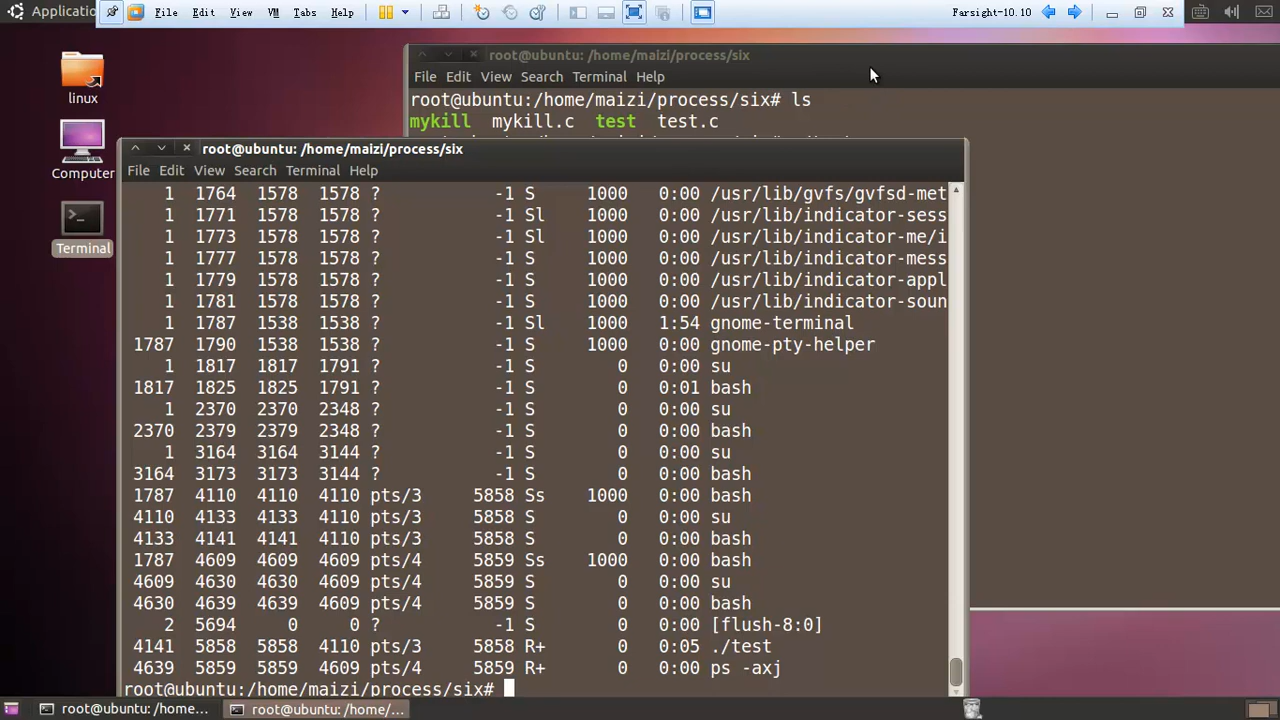 Application File Edit View VM Tabs Help Farsight-10.10
linux
Computer
Terminal
root@ubuntu: /home/maizi/process/six
File Edit View Search Terminal Help
root@ubuntu:/home/maizi/process/six# ls
mykill mykill.c test test.c
root@ubuntu: /home/maizi/process/six
File Edit View Search Terminal Help
1 1764 1578 1578 ? -1 S 1000 0:00 /usr/lib/gvfs/gvfsd-met
1 1771 1578 1578 ? -1 Sl 1000 0:00 /usr/lib/indicator-sess
1 1773 1578 1578 ? -1 Sl 1000 0:00 /usr/lib/indicator-me/i
1 1777 1578 1578 ? -1 S 1000 0:00 /usr/lib/indicator-mess
1 1779 1578 1578 ? -1 S 1000 0:00 /usr/lib/indicator-appl
1 1781 1578 1578 ? -1 S 1000 0:00 /usr/lib/indicator-soun
1 1787 1538 1538 ? -1 Sl 1000 1:54 gnome-terminal
1787 1790 1538 1538 ? -1 S 1000 0:00 gnome-pty-helper
1 1817 1817 1791 ? -1 S 0 0:00 su
1817 1825 1825 1791 ? -1 S 0 0:01 bash
1 2370 2370 2348 ? -1 S 0 0:00 su
2370 2379 2379 2348 ? -1 S 0 0:00 bash
1 3164 3164 3144 ? -1 S 0 0:00 su
3164 3173 3173 3144 ? -1 S 0 0:00 bash
1787 4110 4110 4110 pts/3 5858 Ss 1000 0:00 bash
4110 4133 4133 4110 pts/3 5858 S 0 0:00 su
4133 4141 4141 4110 pts/3 5858 S 0 0:00 bash
1787 4609 4609 4609 pts/4 5859 Ss 1000 0:00 bash
4609 4630 4630 4609 pts/4 5859 S 0 0:00 su
4630 4639 4639 4609 pts/4 5859 S 0 0:00 bash
2 5694 0 0 ? -1 S 0 0:00 [flush-8:0]
4141 5858 5858 4110 pts/3 5858 R+ 0 0:05 ./test
4639 5859 5859 4609 pts/4 5859 R+ 0 0:00 ps -axj
root@ubuntu:/home/maizi/process/six#
root@ubuntu: /home... root@ubuntu: /home/...